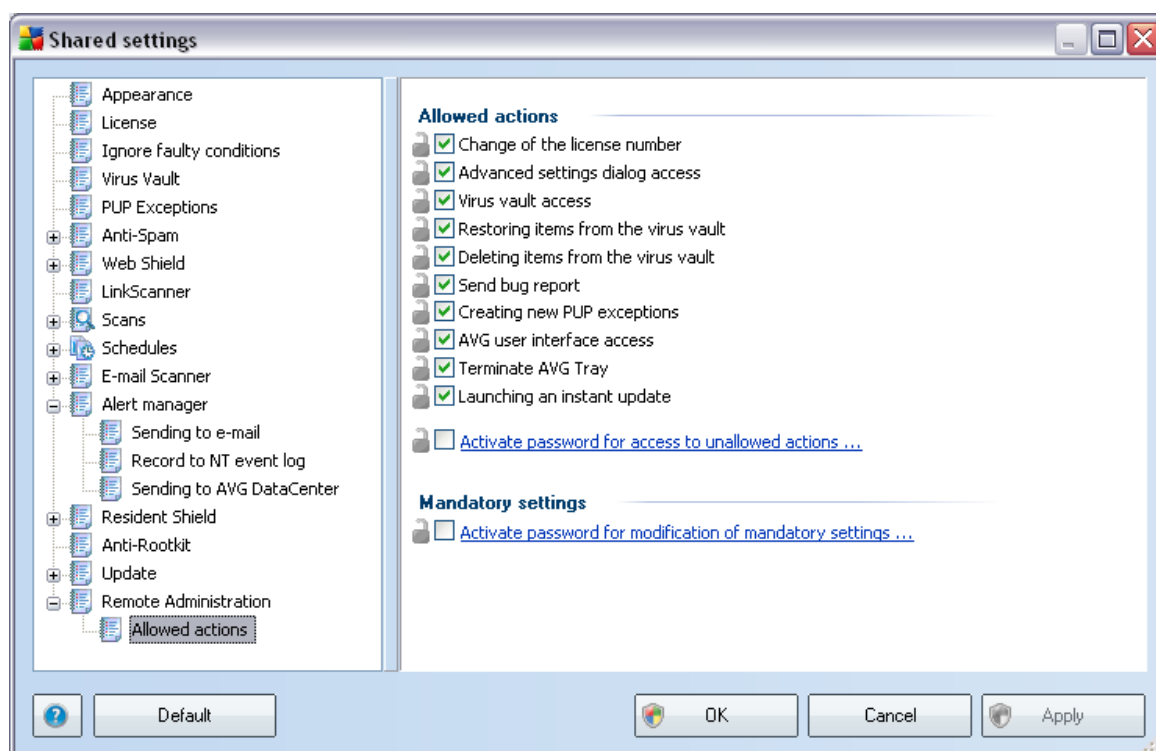 Shared settings
Appearance
License
Ignore faulty conditions
Virus Vault
PUP Exceptions
Anti-Spam
Web Shield
LinkScanner
Scans
Schedules
E-mail Scanner
Alert manager
Sending to e-mail
Record to NT event log
Sending to AVG DataCenter
Resident Shield
Anti-Rootkit
Update
Remote Administration
Allowed actions
Allowed actions
Change of the license number
Advanced settings dialog access
Virus vault access
Restoring items from the virus vault
Deleting items from the virus vault
Send bug report
Creating new PUP exceptions
AVG user interface access
Terminate AVG Tray
Launching an instant update
Activate password for access to unallowed actions ...
Mandatory settings
Activate password for modification of mandatory settings ...
?
Default
OK
Cancel
Apply